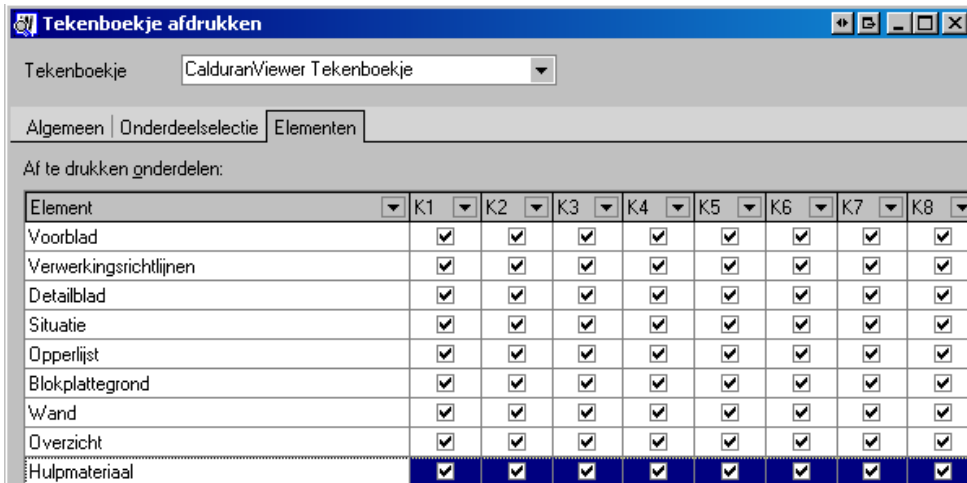 Tekenboekje afdrukken
Tekenboekje CalduranViewer Tekenboekje
Algemeen Onderdeelselectie Elementen
Af te drukken onderdelen:
Element K1 K2 K3 K4 K5 K6 K7 K8
Voorblad
Verwerkingsrichtlijnen
Detailblad
Situatie
Opperlijst
Blokplattegrond
Wand
Overzicht
Hulpmateriaal